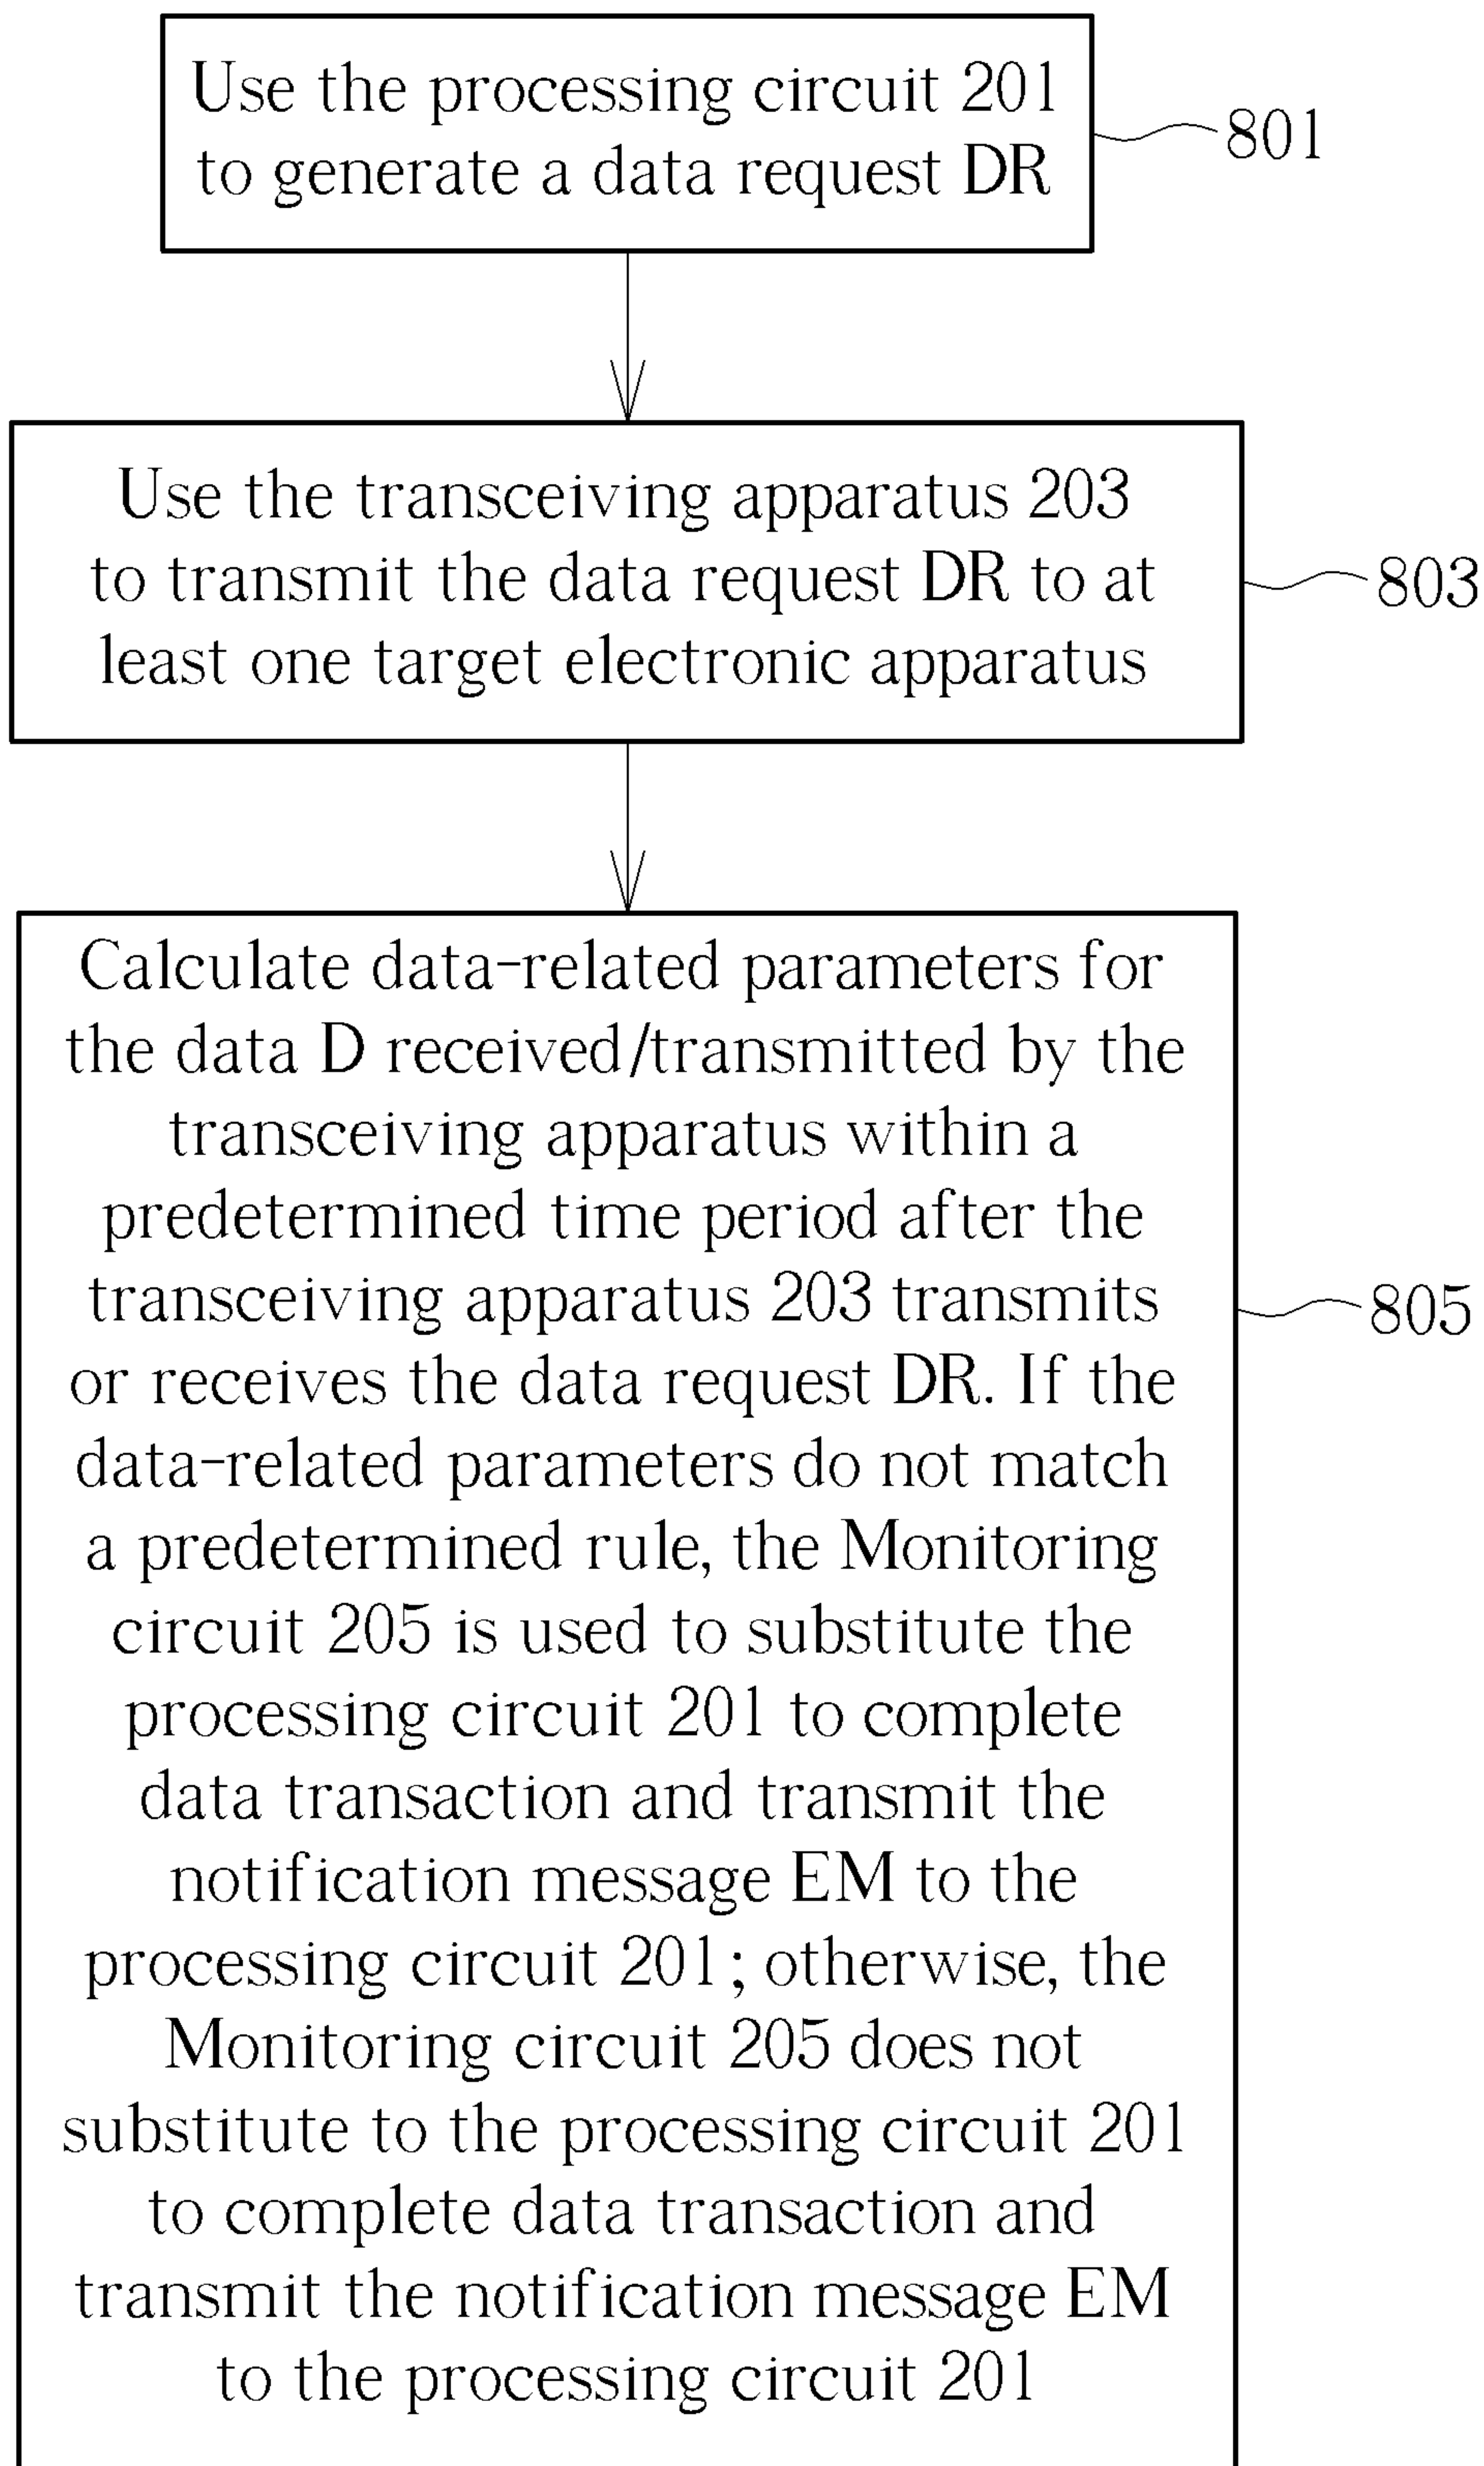 Use the processing circuit 201
to generate a data request DR
801
Use the transceiving apparatus 203
to transmit the data request DR to at
least one target electronic apparatus
803
Calculate data-related parameters for
the data D received/transmitted by the
transceiving apparatus within a
predetermined time period after the
transceiving apparatus 203 transmits
or receives the data request DR. If the
data-related parameters do not match
a predetermined rule, the Monitoring
circuit 205 is used to substitute the
processing circuit 201 to complete
data transaction and transmit the
notification message EM to the
processing circuit 201; otherwise, the
Monitoring circuit 205 does not
substitute to the processing circuit 201
to complete data transaction and
transmit the notification message EM
to the processing circuit 201
805